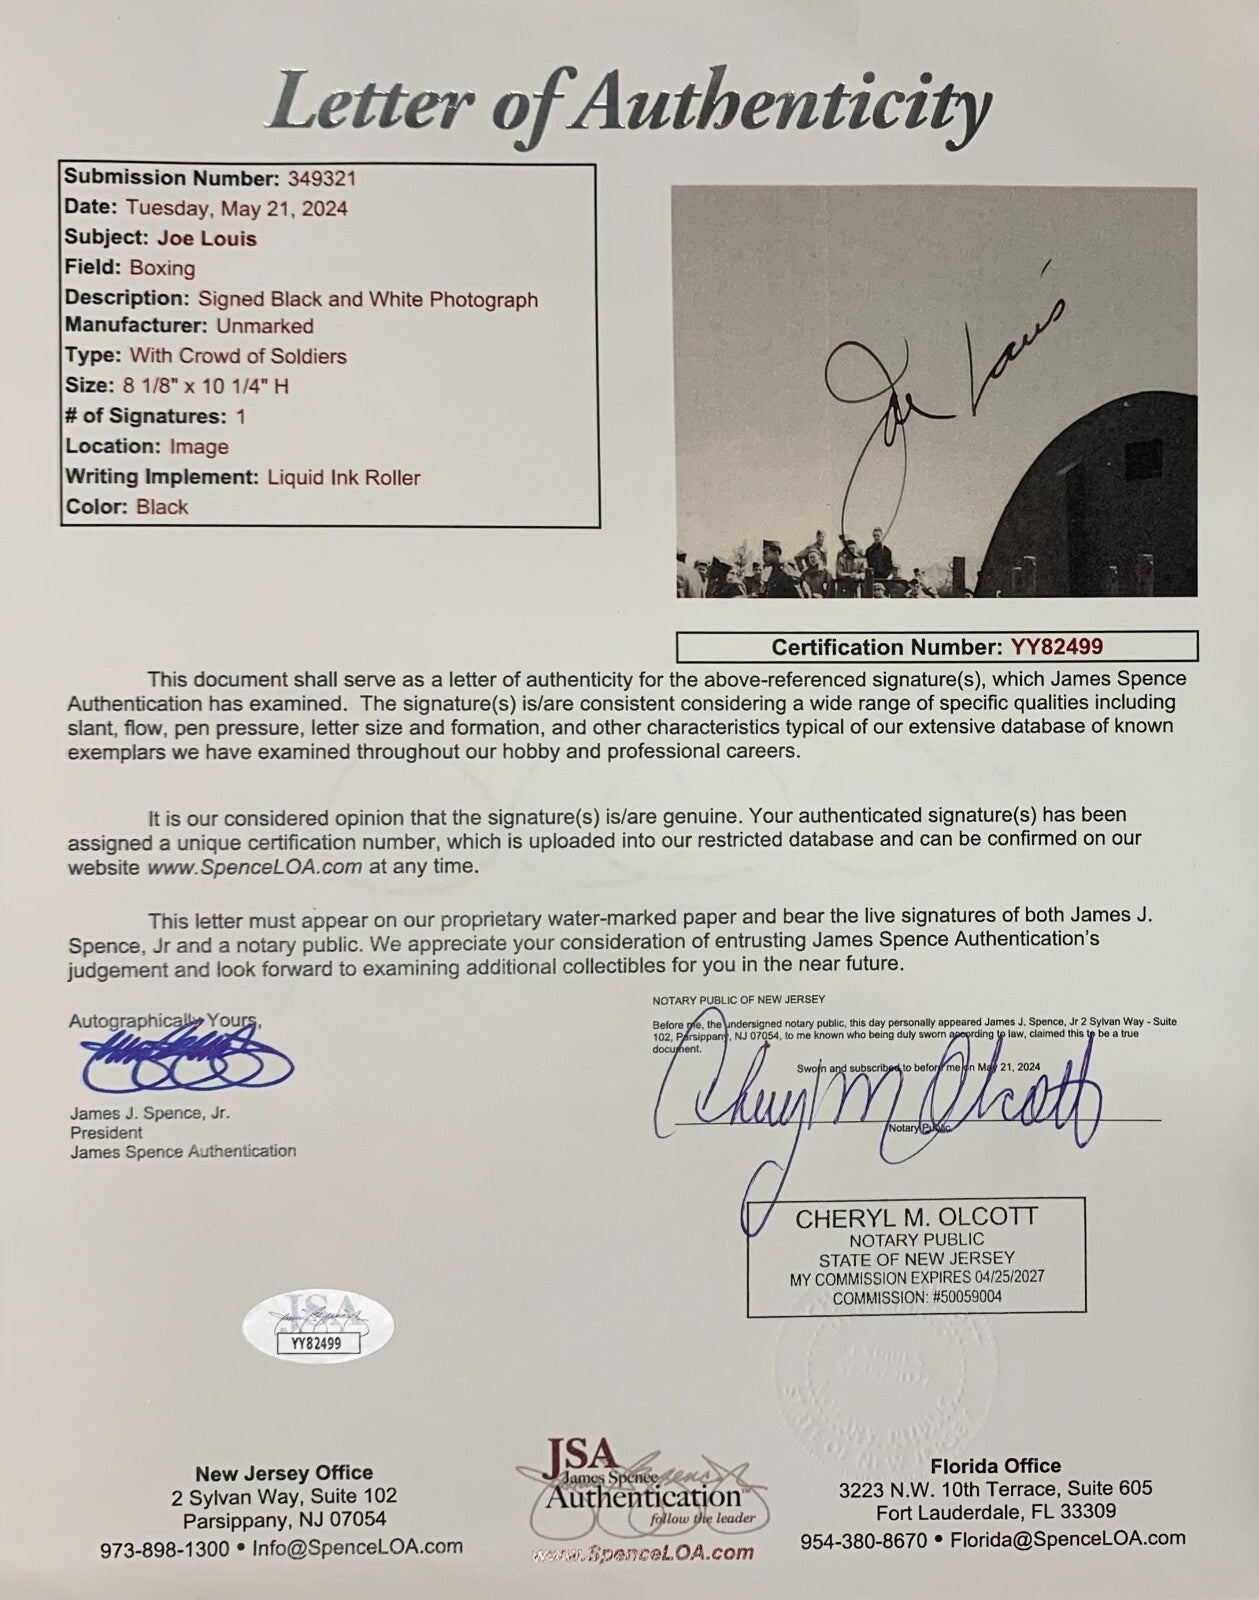 Letter of Authenticity
Submission Number: 349321
Date: Tuesday, May 21, 2024
Subject: Joe Louis
Field: Boxing
Description: Signed Black and White Photograph
Manufacturer: Unmarked
Type: With Crowd of Soldiers
Size: 8 1/8" x 10 1/4" H
# of Signatures: 1
Location: Image
Writing Implement: Liquid Ink Roller
Color: Black
Joe Louis
Certification Number: YY82499
This document shall serve as a letter of authenticity for the above-referenced signature(s), which James Spence
Authentication has examined. The signature(s) is/are consistent considering a wide range of specific qualities including
slant, flow, pen pressure, letter size and formation, and other characteristics typical of our extensive database of known
exemplars we have examined throughout our hobby and professional careers.
It is our considered opinion that the signature(s) is/are genuine. Your authenticated signature(s) has been
assigned a unique certification number, which is uploaded into our restricted database and can be confirmed on our
website www.SpenceLOA.com at any time.
This letter must appear on our proprietary water-marked paper and bear the live signatures of both James J.
Spence, Jr and a notary public. We appreciate your consideration of entrusting James Spence Authentication's
judgement and look forward to examining additional collectibles for you in the near future.
Autographically Yours,
James J. Spence, Jr.
President
James Spence Authentication
NOTARY PUBLIC OF NEW JERSEY
Before me, the undersigned notary public, this day personally appeared James J. Spence, Jr 2 Sylvan Way - Suite
102, Parsippany, NJ 07054, to me known who being duly sworn according to law, claimed this to be a true
document.
Sworn and subscribed to before me on May 21, 2024
Cheryl M Olcott
Notary Public
CHERYL M. OLCOTT
NOTARY PUBLIC
STATE OF NEW JERSEY
MY COMMISSION EXPIRES 04/25/2027
COMMISSION: #50059004
JSA
YY82499
New Jersey Office
2 Sylvan Way, Suite 102
Parsippany, NJ 07054
973-898-1300 • Info@SpenceLOA.com
JSA
James Spence
Authentication™
follow the leader
www.SpenceLOA.com
Florida Office
3223 N.W. 10th Terrace, Suite 605
Fort Lauderdale, FL 33309
954-380-8670 • Florida@SpenceLOA.com